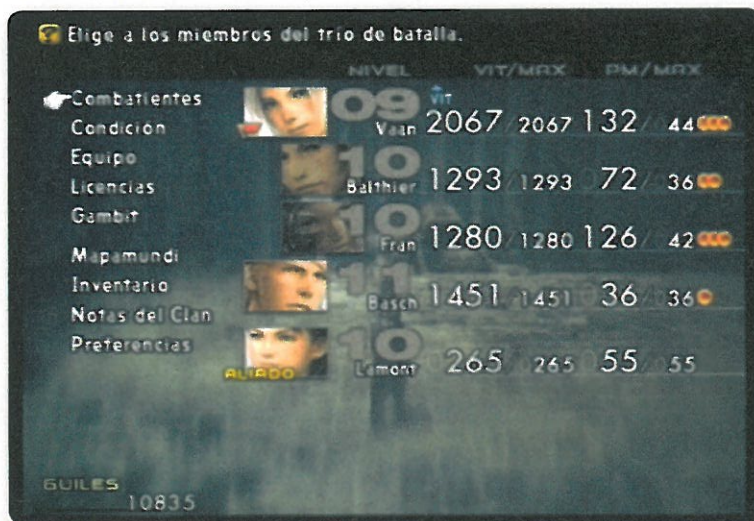 Elige a los miembros del trío de batalla.
NIVEL VIT/MAX PM/MAX
Combatientes
Condición
Equipo
Licencias
Gambit
Mapamundi
Inventario
Notas del Clan
Preferencias
09 Vaan VIT 2067/2067 132/44
10 Balthier 1293/1293 72/36
10 Fran 1280/1280 126/42
11 Basch 1451/1451 36/36
ALIADO 10 Lamont 265/265 55/55
GUILES
10835